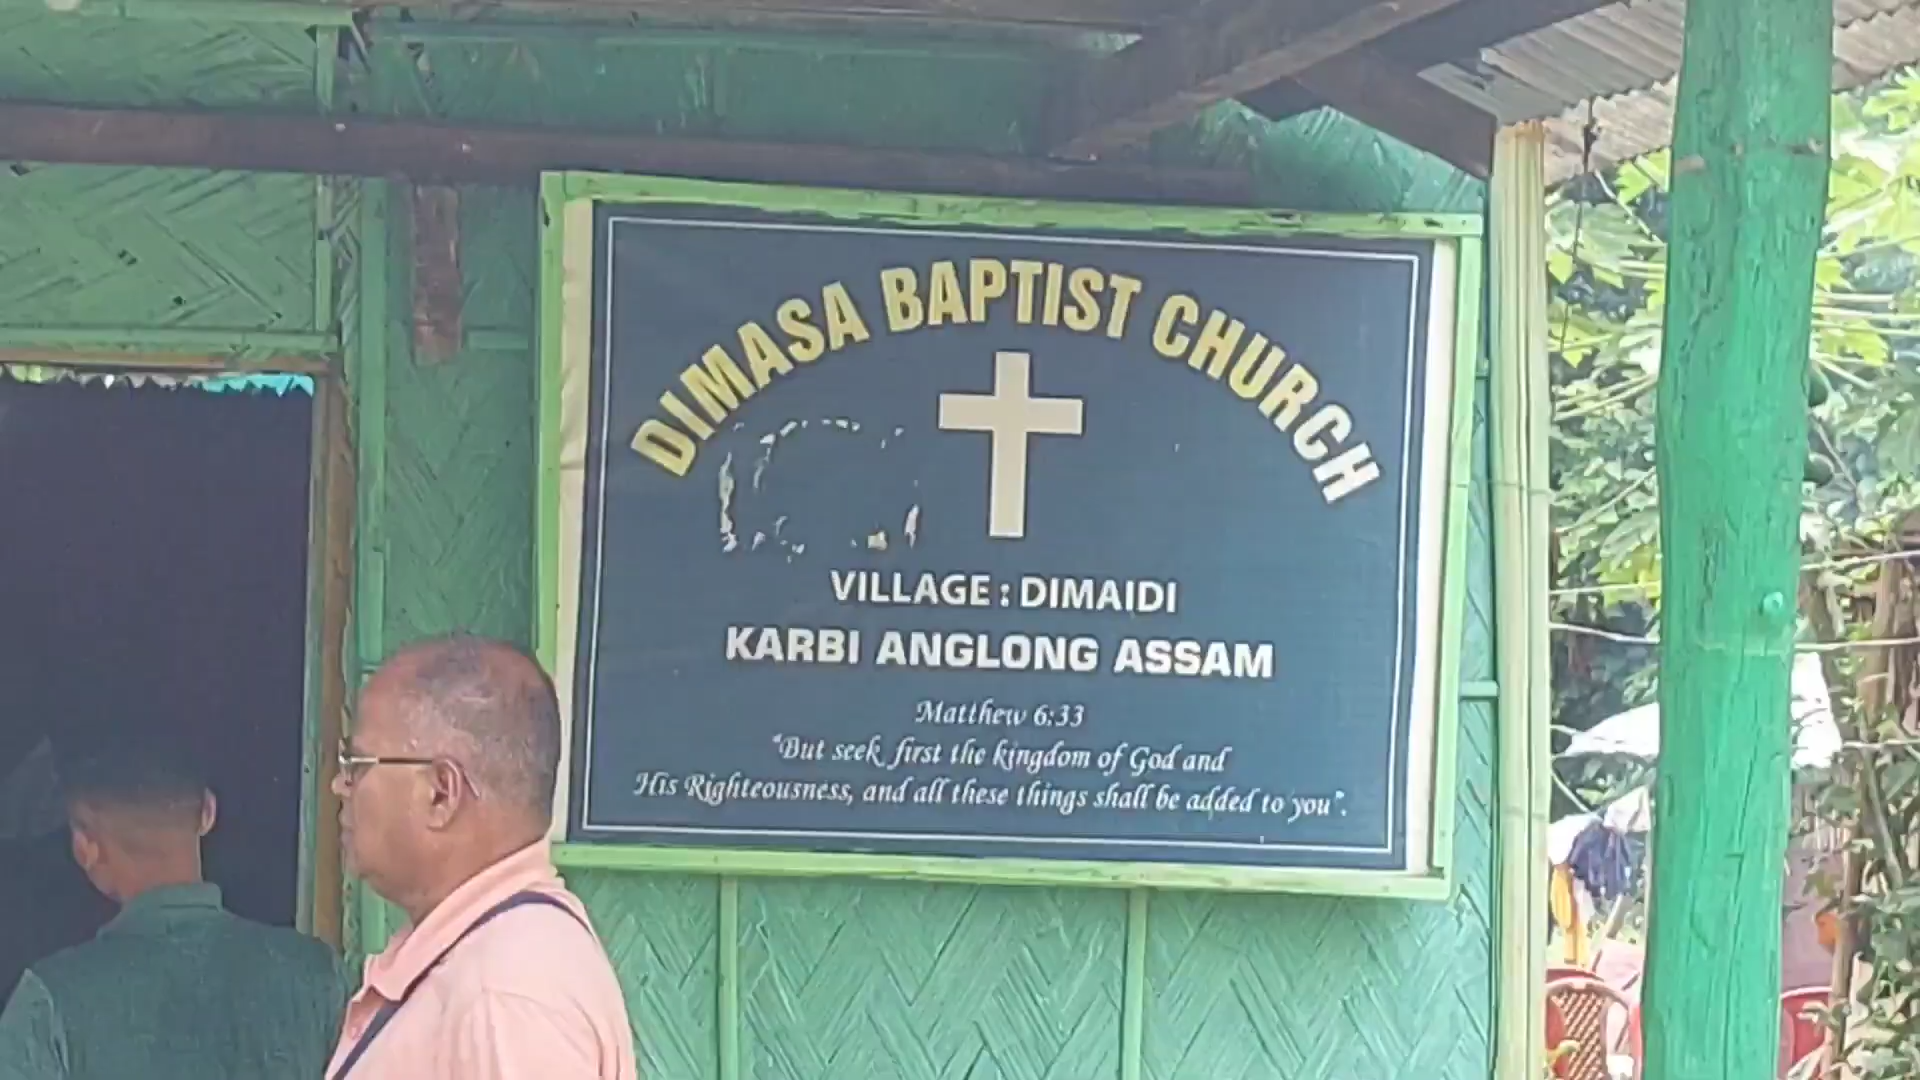 DIMASA BAPTIST CHURCH
VILLAGE : DIMAIDI
KARBI ANGLONG ASSAM
Matthew 6:33
"But seek first the kingdom of God and
His Righteousness, and all these things shall be added to you".